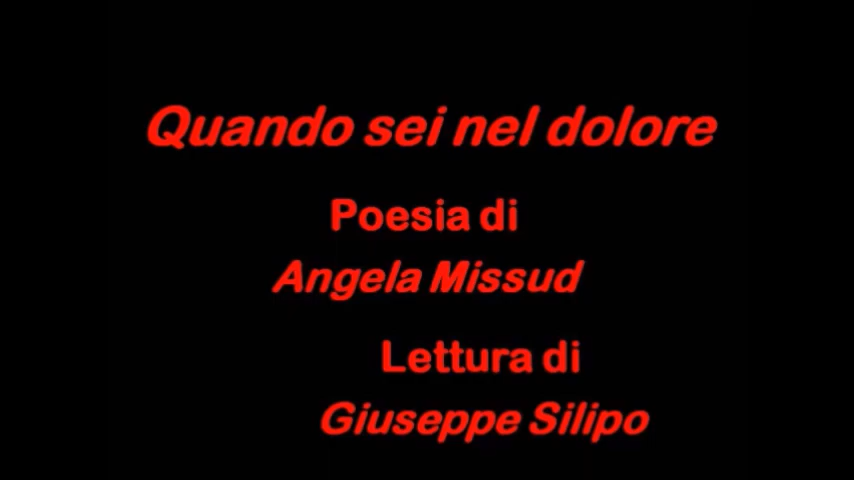 Quando sei nel dolore
Poesia di
Angela Missud
Lettura di
Giuseppe Silipo